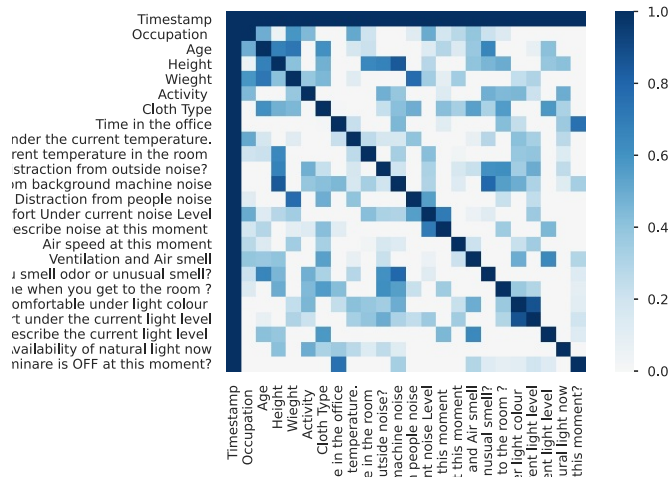 Timestamp
Occupation
Age
Height
Wieght
Activity
Cloth Type
Time in the office
nder the current temperature.
rent temperature in the room
straction from outside noise?
om background machine noise
Distraction from people noise
fort Under current noise Level
escribe noise at this moment
Air speed at this moment
Ventilation and Air smell
u smell odor or unusual smell?
e when you get to the room ?
omfortable under light colour
rt under the current light level
escribe the current light level
vailability of natural light now
minare is OFF at this moment?
1.0
0.8
0.6
0.4
0.2
0.0
Timestamp
Occupation
Age
Height
Wieght
Activity
Cloth Type
e in the office
temperature.
e in the room
utside noise?
machine noise
people noise
nt noise Level
this moment
t this moment
and Air smell
nusual smell?
to the room ?
er light colour
ent light level
ent light level
ural light now
this moment?